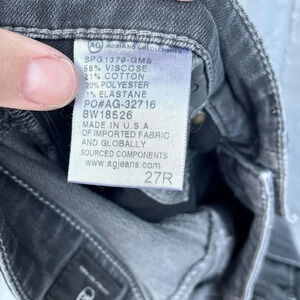 AG ADRIANO GOLDSCHMIED
SPG1379-GMS
58% VISCOSE
21% COTTON
20% POLYESTER
1% ELASTANE
PO#AG-32716
BW18526
MADE IN U.S.A.
OF IMPORTED FABRIC
AND GLOBALLY
SOURCED COMPONENTS
www.agjeans.com
27R